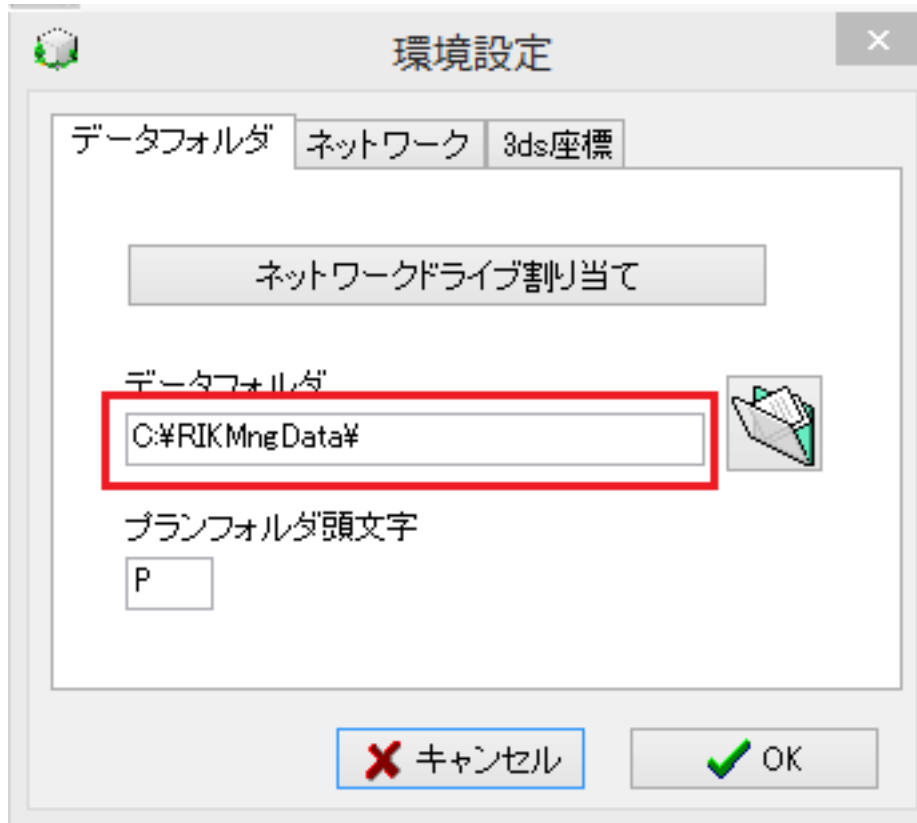 環境設定
データフォルダ ネットワーク 3ds座標
ネットワークドライブ割り当て
データフォルダ
C:¥RIKMngData¥
プランフォルダ頭文字
P
キャンセル OK